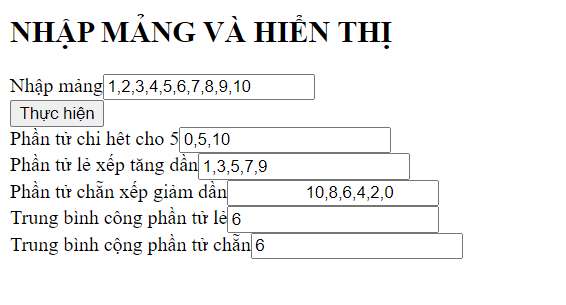 NHẬP MẢNG VÀ HIỂN THỊ
Nhập mảng 1,2,3,4,5,6,7,8,9,10
Thực hiện
Phần tử chi hêt cho 5 0,5,10
Phần tử lẻ xếp tăng dần 1,3,5,7,9
Phần tử chẵn xếp giảm dần 10,8,6,4,2,0
Trung bình công phần tử lẻ 6
Trung bình cộng phần tử chẵn 6